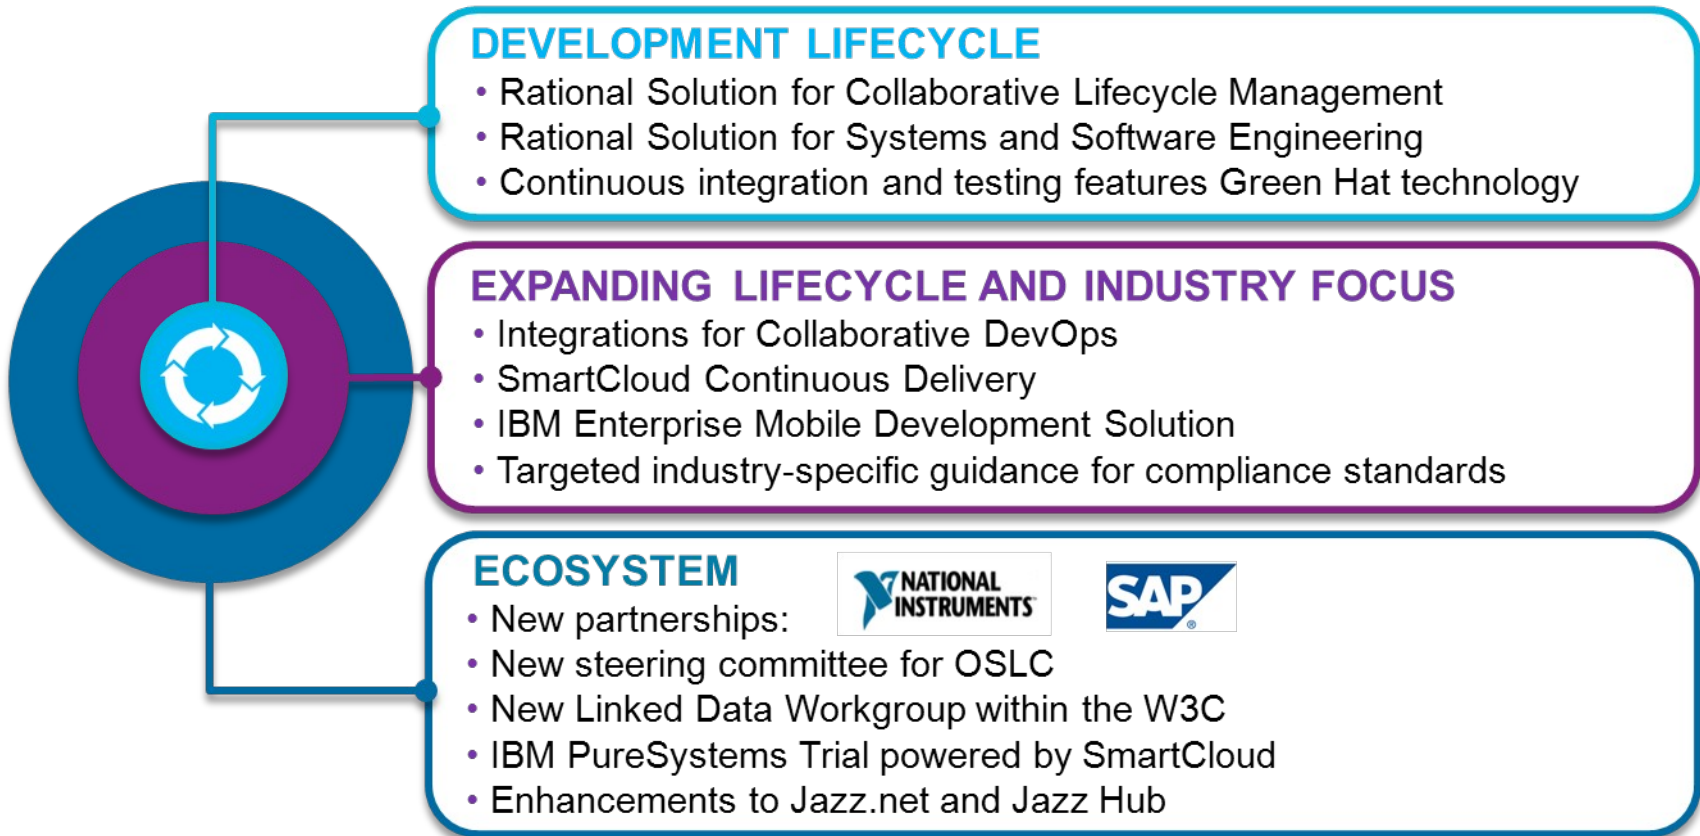 DEVELOPMENT LIFECYCLE
• Rational Solution for Collaborative Lifecycle Management
• Rational Solution for Systems and Software Engineering
• Continuous integration and testing features Green Hat technology
EXPANDING LIFECYCLE AND INDUSTRY FOCUS
• Integrations for Collaborative DevOps
• SmartCloud Continuous Delivery
• IBM Enterprise Mobile Development Solution
• Targeted industry-specific guidance for compliance standards
ECOSYSTEM
• New partnerships:
NATIONAL
INSTRUMENTS™
SAP®
• New steering committee for OSLC
• New Linked Data Workgroup within the W3C
• IBM PureSystems Trial powered by SmartCloud
• Enhancements to Jazz.net and Jazz Hub